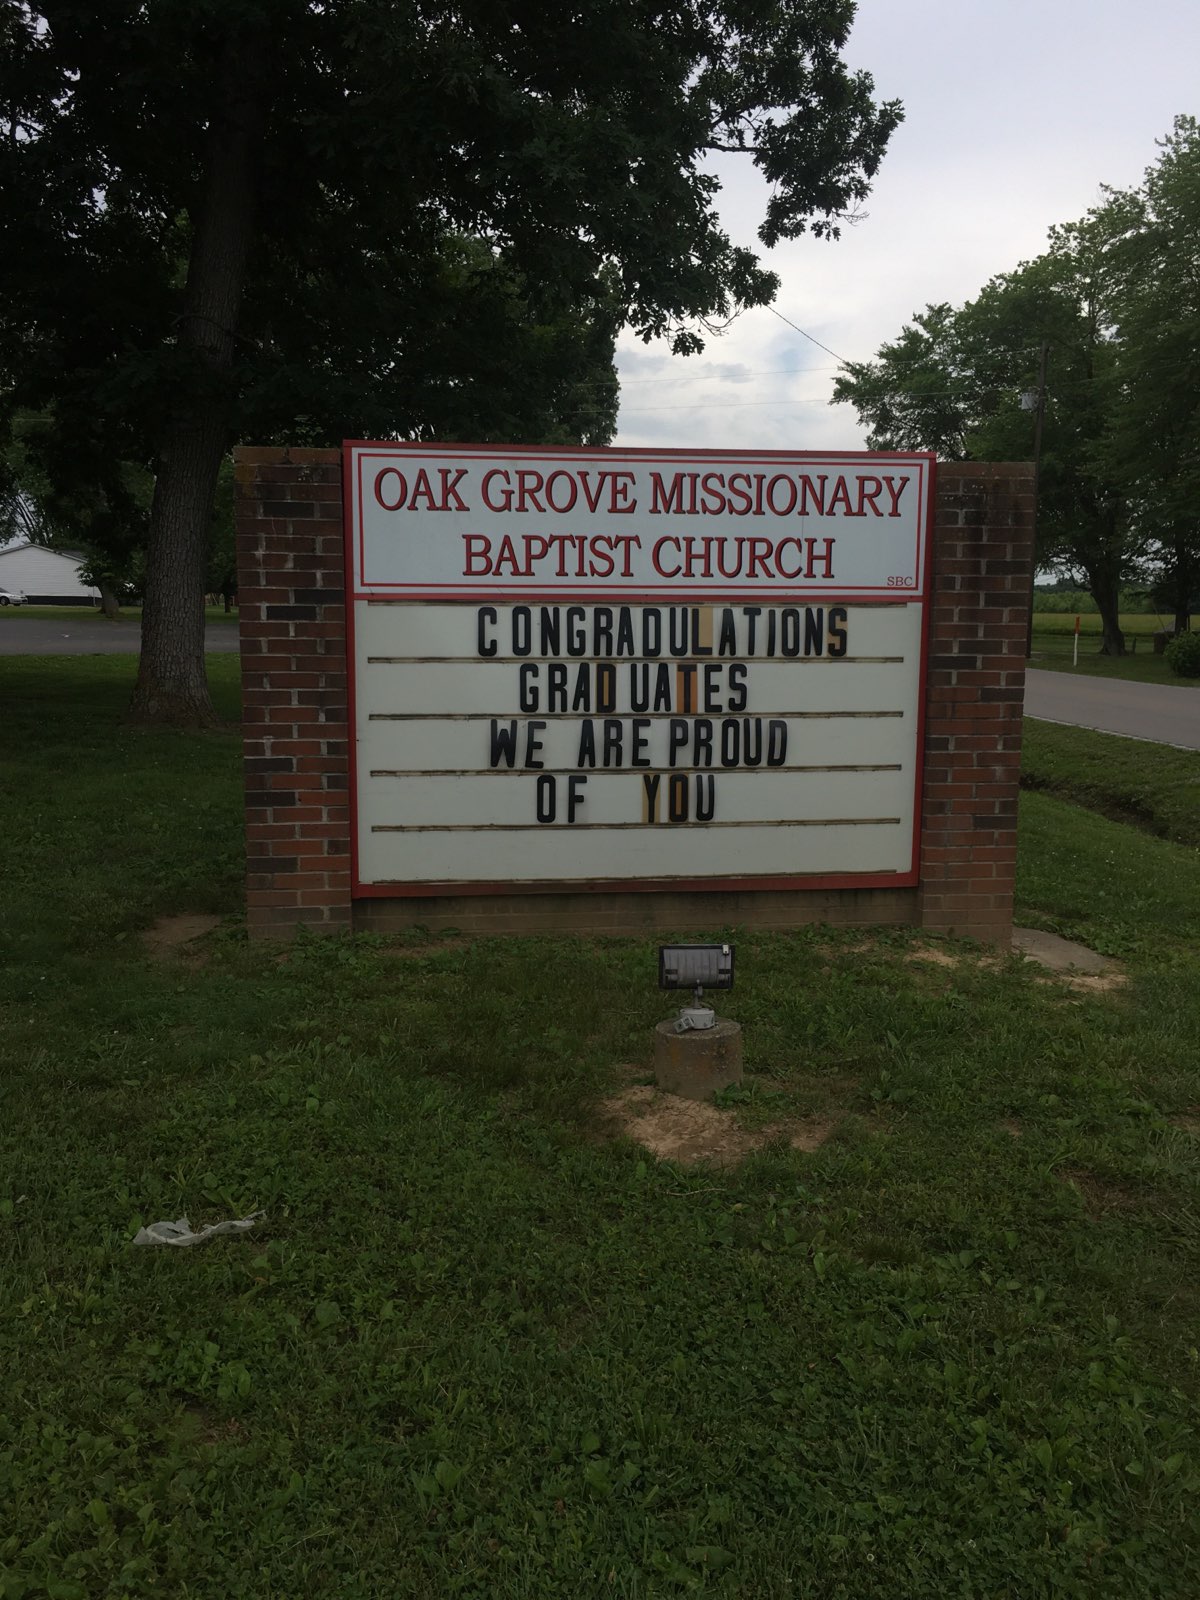 OAK GROVE MISSIONARY
BAPTIST CHURCH
SBC
CONGRADULATIONS
GRADUATES
WE ARE PROUD
OF YOU